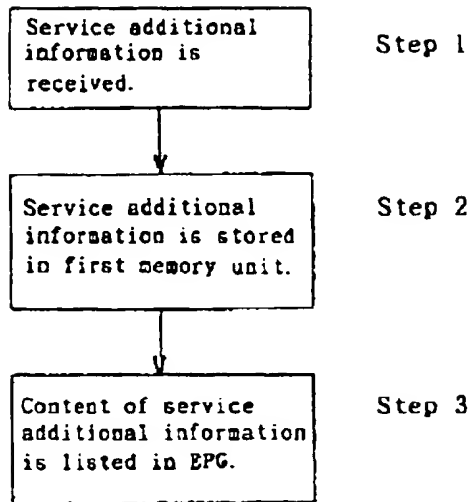 Service additional
information is
received.
Step 1
Service additional
information is stored
in first memory unit.
Step 2
Content of service
additional information
is listed in EPG.
Step 3